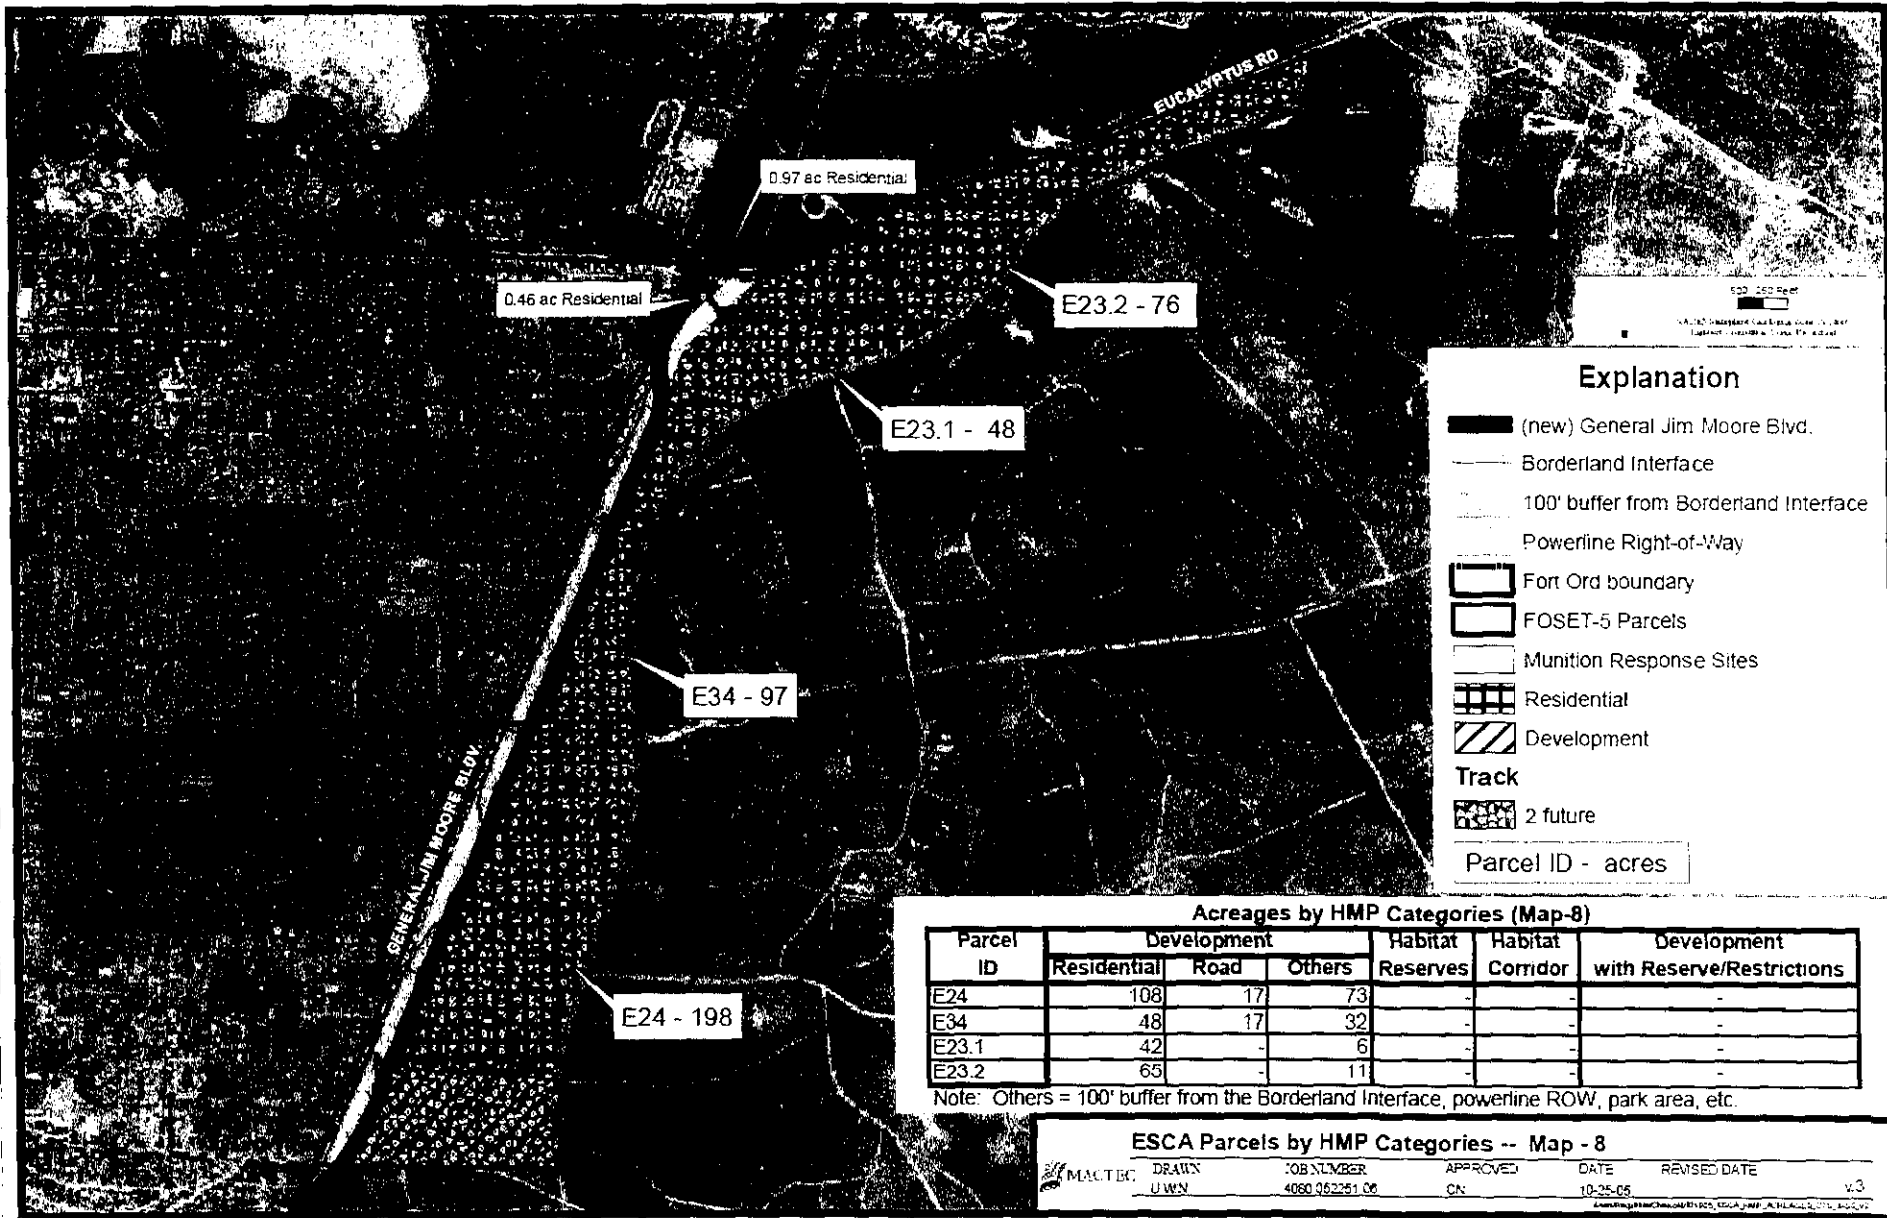 EUCALYPTUS RD
0.97 ac Residential
0.46 ac Residential
E23.2 - 76
E23.1 - 48
E34 - 97
E24 - 198
GENERAL JIM MOORE BLDV.
500 250 Feet
Explanation
(new) General Jim Moore Blvd.
Borderland Interface
100' buffer from Borderland Interface
Powerline Right-of-Way
Fort Ord boundary
FOSET-5 Parcels
Munition Response Sites
Residential
Development
Track
2 future
Parcel ID - acres
Acreages by HMP Categories (Map-8)
Parcel ID Development Habitat Reserves Habitat Corridor Development with Reserve/Restrictions
Residential Road Others
E24 108 17 73 - - -
E34 48 17 32 - - -
E23.1 42 - 6 - - -
E23.2 65 - 11 - - -
Note: Others = 100' buffer from the Borderland Interface, powerline ROW, park area, etc.
ESCA Parcels by HMP Categories -- Map - 8
MACTEC DRAWN JOB NUMBER APPROVED DATE REVISED DATE
UWN 4080 052251 06 CN 10-25-05 v.3